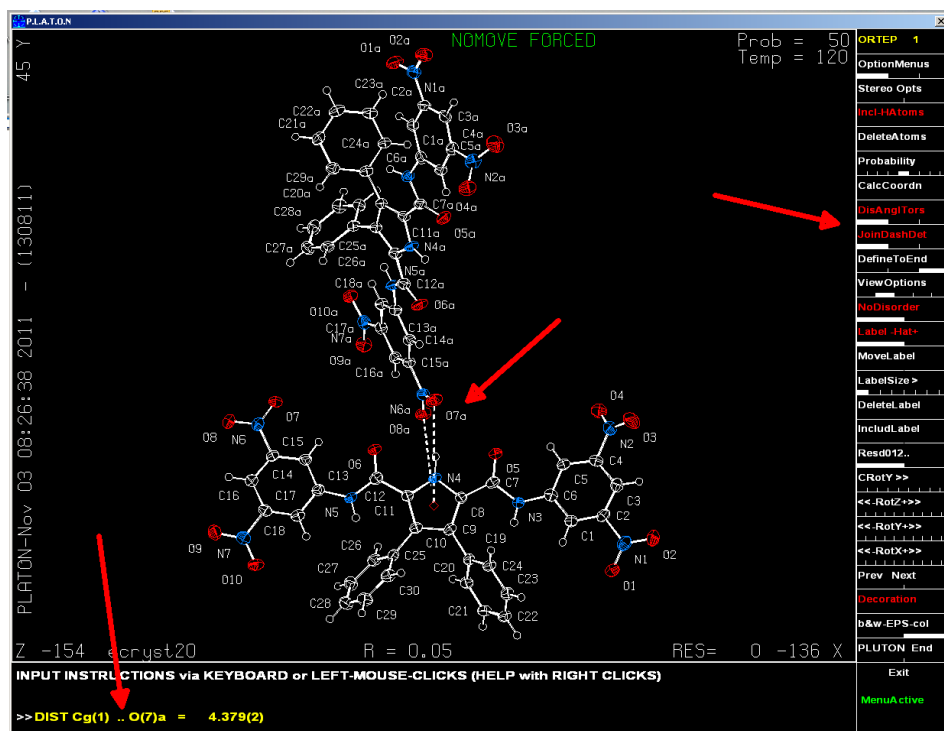 P.L.A.T.O.N
NOMOVE FORCED
Prob = 50
Temp = 120
45 Y
PLATON-Nov 03 08:26:38 2011 - (130811)
O1a
O2a
N1a
C23a
C2a
C22a
C3a
C21a
C1a
O3a
C24a
C4a
C5a
C6a
N2a
C29a
C20a
C7a
O4a
C28a
C11a
O5a
C27a
C25a
N4a
C26a
N5a
C18a
C12a
O10a
O6a
C17a
C13a
N7a
C14a
O9a
C15a
C16a
N6a
O7a
O8a
O7
O4
O8
N6
C15
N2
O3
O6
O5
C4
C14
C13
N4
C5
C16
C12
C7
C6
C3
C17
N5
C11
C8
N3
C2
C18
C10
C9
C1
O9
N7
C26
C25
C19
N1
O2
O10
C27
C20
C24
O1
C30
C23
C28
C29
C21
C22
Z -154 ecryst20
R = 0.05
RES= 0 -136 X
ORTEP 1
OptionMenus
Stereo Opts
Incl-HAtoms
DeleteAtoms
Probability
CalcCoordn
DisAnglTors
JoinDashDet
DefineToEnd
ViewOptions
NoDisorder
Label -Hat+
MoveLabel
LabelSize >
DeleteLabel
IncludLabel
Resd012..
CRotY >>
<<-RotZ+>>
<<-RotY+>>
<<-RotX+>>
Prev Next
Decoration
b&w-EPS-col
PLUTON End
Exit
MenuActive
INPUT INSTRUCTIONS via KEYBOARD or LEFT-MOUSE-CLICKS (HELP with RIGHT CLICKS)
>>DIST Cg(1) .. O(7)a = 4.379(2)